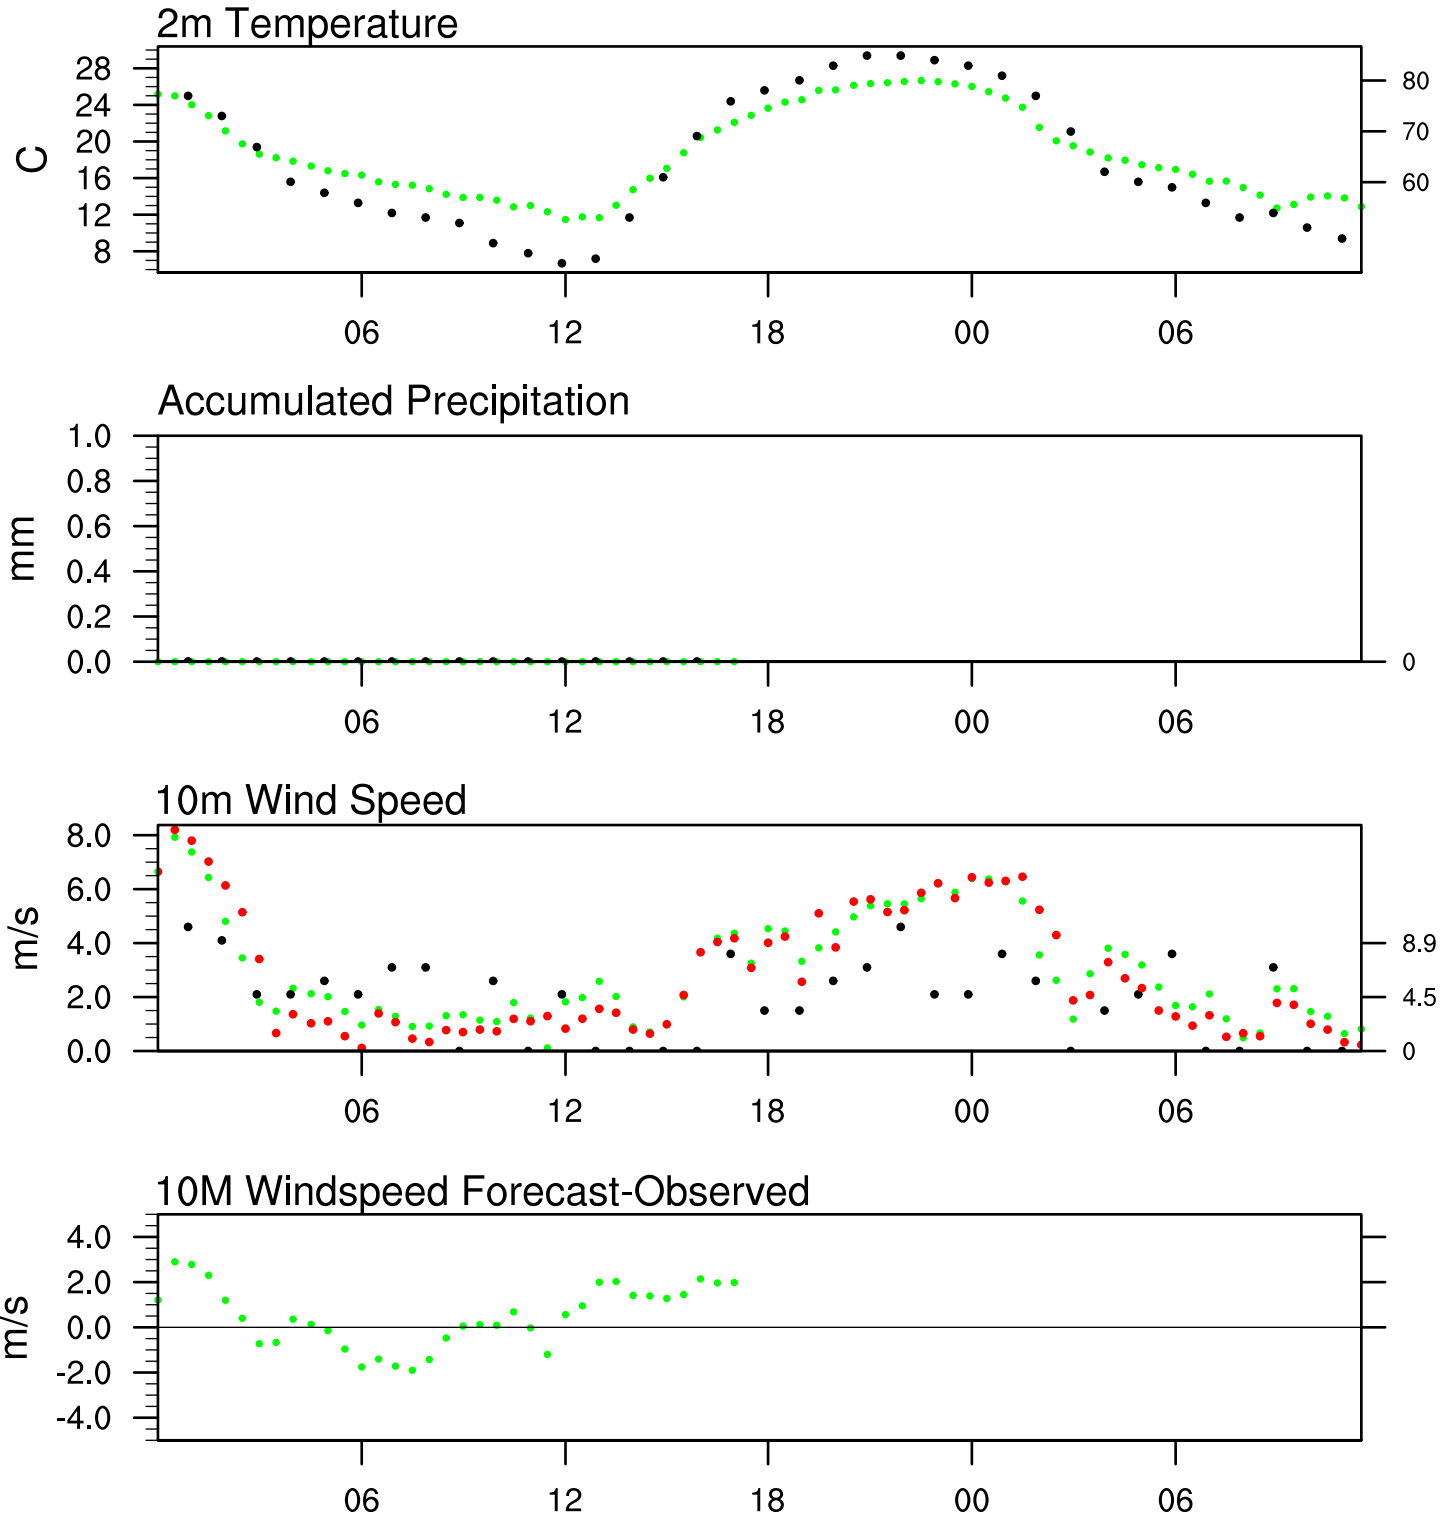 2m Temperature
28
24
20
16
12
8
C
80
70
60
06 12 18 00 06
Accumulated Precipitation
1.0
0.8
0.6
0.4
0.2
0.0
mm
0
06 12 18 00 06
10m Wind Speed
8.0
6.0
4.0
2.0
0.0
m/s
8.9
4.5
0
06 12 18 00 06
10M Windspeed Forecast-Observed
4.0
2.0
0.0
-2.0
-4.0
m/s
06 12 18 00 06